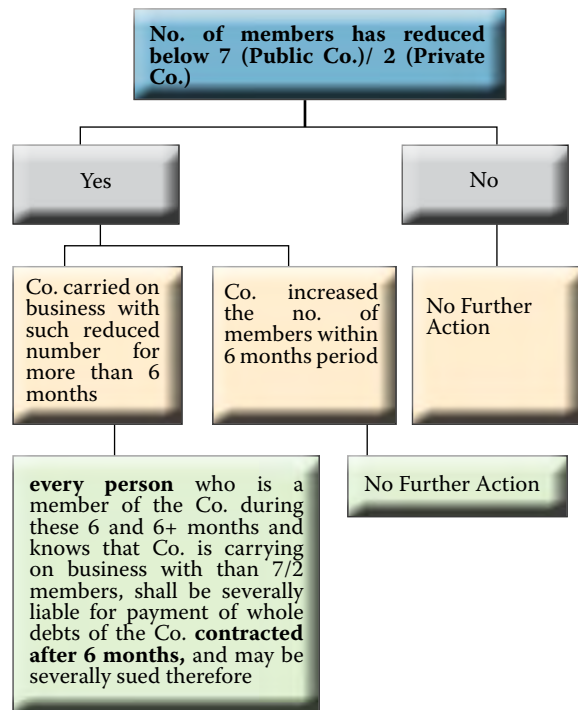 No. of members has reduced
below 7 (Public Co.)/ 2 (Private
Co.)
Yes
No
Co. carried on
business with
such reduced
number for
more than 6
months
Co. increased
the no. of
members within
6 months period
No Further
Action
every person who is a
member of the Co. during
these 6 and 6+ months and
knows that Co. is carrying
on business with than 7/2
members, shall be severally
liable for payment of whole
debts of the Co. contracted
after 6 months, and may be
severally sued therefore
No Further Action